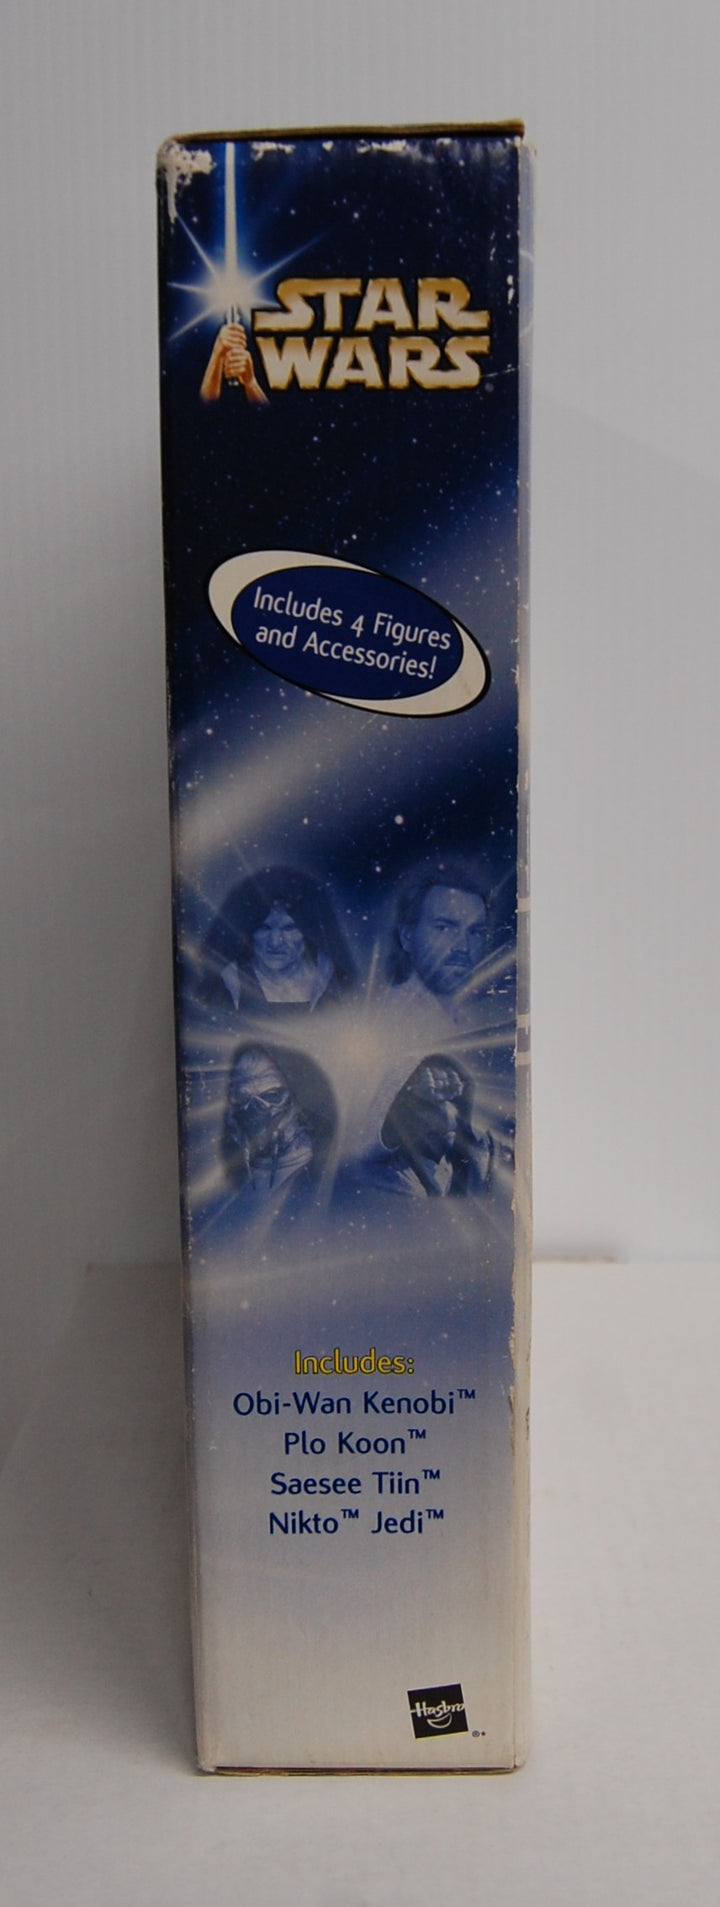 STAR
WARS
Includes 4 Figures
and Accessories!
Includes:
Obi-Wan Kenobi™
Plo Koon™
Saesee Tiin™
Nikto™ Jedi™
Hasbro